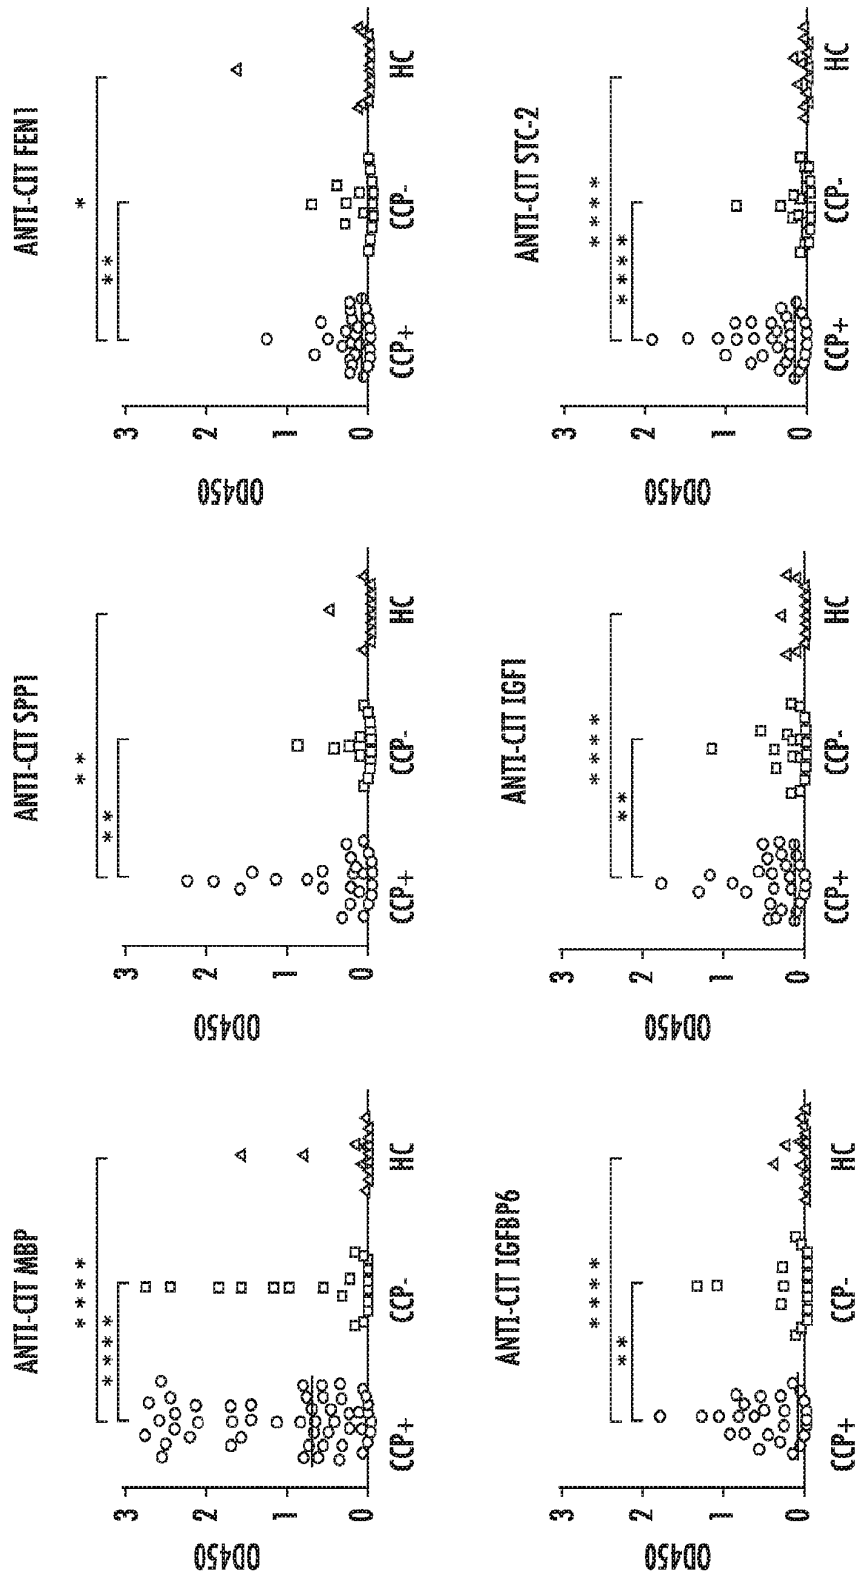 ANTI-CIT MBP
****
****
3
2
1
0
OD450
CCP+ CCP- HC
ANTI-CIT SPP1
**
**
3
2
1
0
OD450
CCP+ CCP- HC
ANTI-CIT FEN1
*
**
3
2
1
0
OD450
CCP+ CCP- HC
ANTI-CIT IGFBP6
****
**
3
2
1
0
OD450
CCP+ CCP- HC
ANTI-CIT IGF1
****
**
3
2
1
0
OD450
CCP+ CCP- HC
ANTI-CIT STC-2
****
****
3
2
1
0
OD450
CCP+ CCP- HC